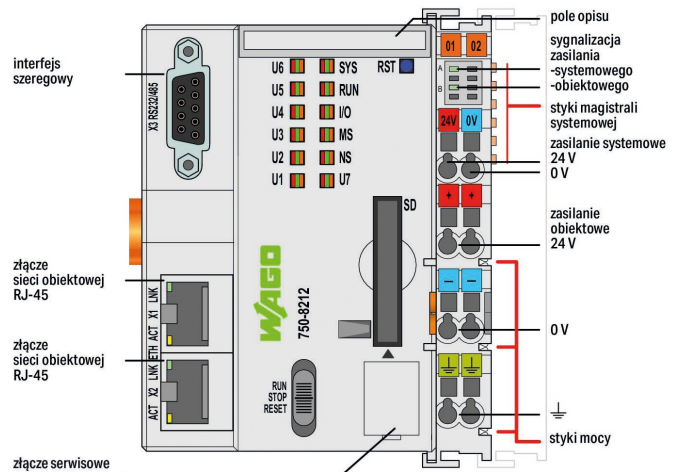 pole opisu
01 02
sygnalizacja
zasilania
-systemowego
-obiektowego
styki magistrali
systemowej
zasilanie systemowe
24 V
0 V
zasilanie
obiektowe
24 V
0 V
styki mocy
interfejs
szeregowy
X3 RS232/485
U6 SYS RST
U5 RUN
U4 I/O
U3 MS
U2 NS
U1 U7
A
B
24V 0V
+ +
SD
— —
WAGO
750-8212
złącze
sieci obiektowej
RJ-45
złącze
sieci obiektowej
RJ-45
ACT X1 LNK
ETH
ACT X2 LNK
RUN
STOP
RESET
złącze serwisowe